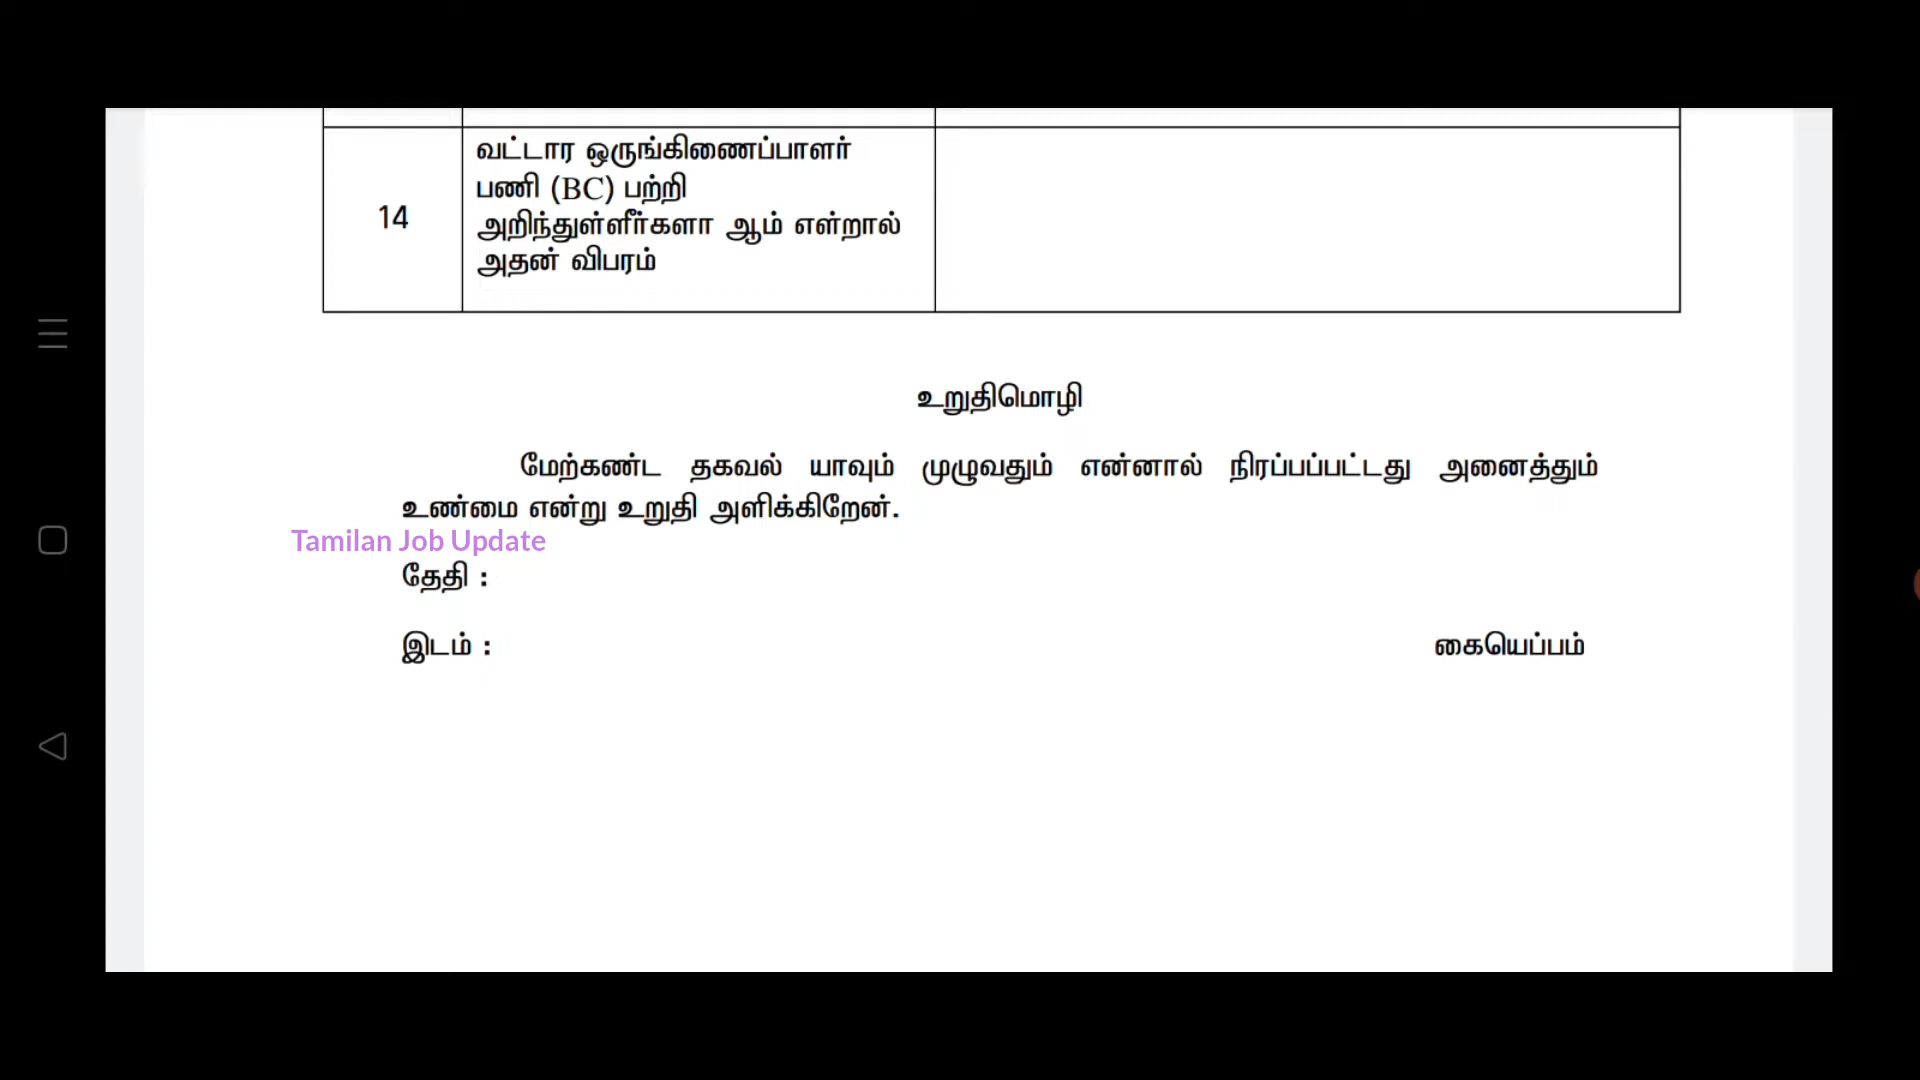 14
வட்டார ஒருங்கிணைப்பாளர்
பணி (BC) பற்றி
அறிந்துள்ளீர்களா ஆம் எள்றால்
அதன் விபரம்
உறுதிமொழி
மேற்கண்ட தகவல் யாவும் முழுவதும் என்னால் நிரப்பப்பட்டது அனைத்தும்
உண்மை என்று உறுதி அளிக்கிறேன்.
Tamilan Job Update
தேதி :
இடம் :
கையெப்பம்